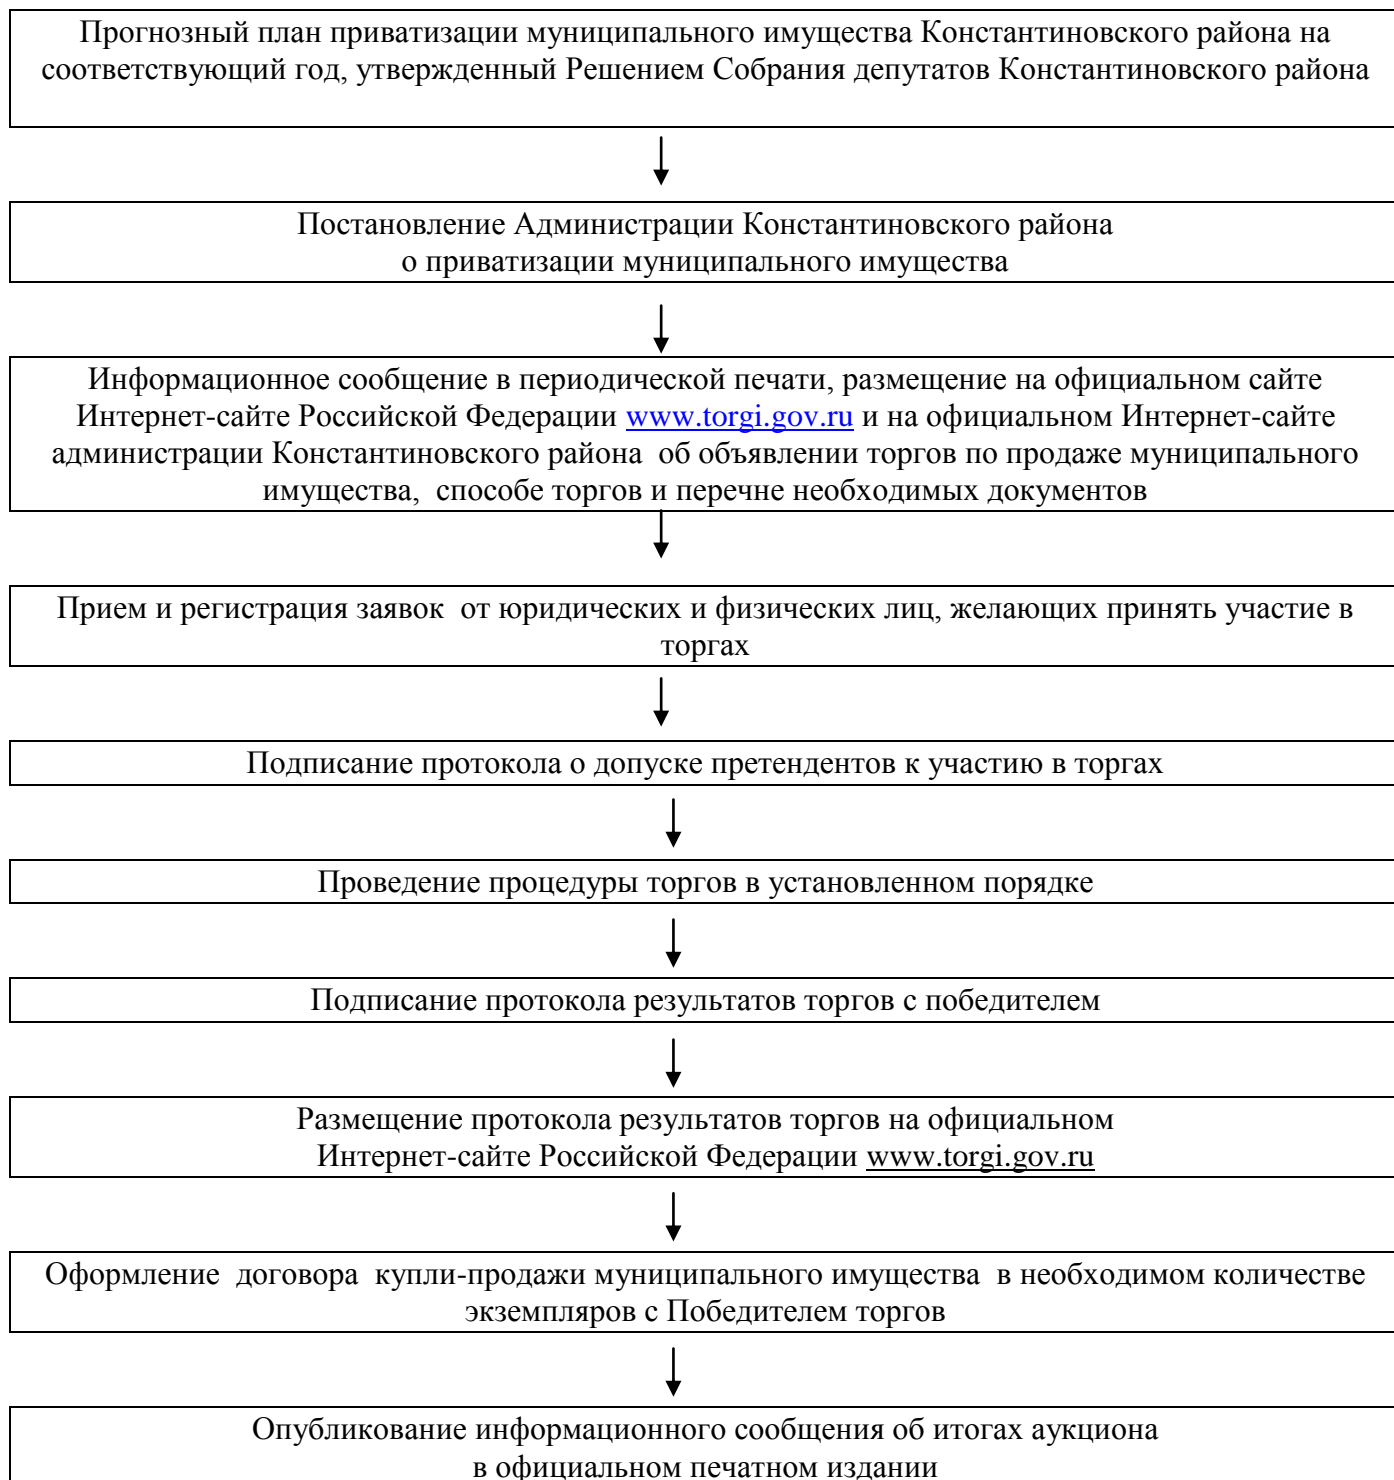 Прогнозный план приватизации муниципального имущества Константиновского района на
соответствующий год, утвержденный Решением Собрания депутатов Константиновского района
Постановление Администрации Константиновского района
о приватизации муниципального имущества
Информационное сообщение в периодической печати, размещение на официальном сайте
Интернет-сайте Российской Федерации www.torgi.gov.ru и на официальном Интернет-сайте
администрации Константиновского района об объявлении торгов по продаже муниципального
имущества, способе торгов и перечне необходимых документов
Прием и регистрация заявок от юридических и физических лиц, желающих принять участие в
торгах
Подписание протокола о допуске претендентов к участию в торгах
Проведение процедуры торгов в установленном порядке
Подписание протокола результатов торгов с победителем
Размещение протокола результатов торгов на официальном
Интернет-сайте Российской Федерации www.torgi.gov.ru
Оформление договора купли-продажи муниципального имущества в необходимом количестве
экземпляров с Победителем торгов
Опубликование информационного сообщения об итогах аукциона
в официальном печатном издании